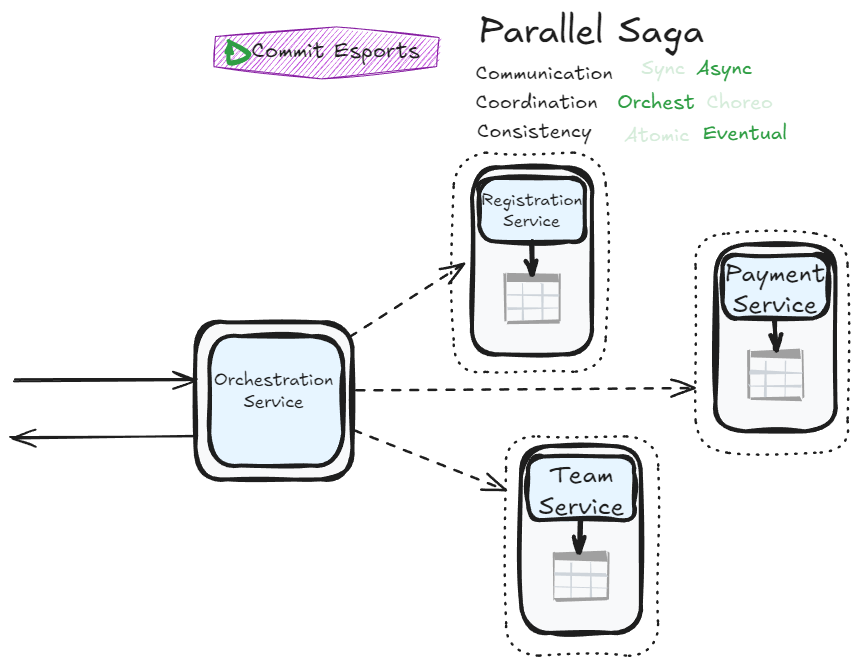 Commit Esports
Parallel Saga
Communication Sync Async
Coordination Orchest Choreo
Consistency Atomic Eventual
Registration
Service
Payment
Service
Orchestration
Service
Team
Service